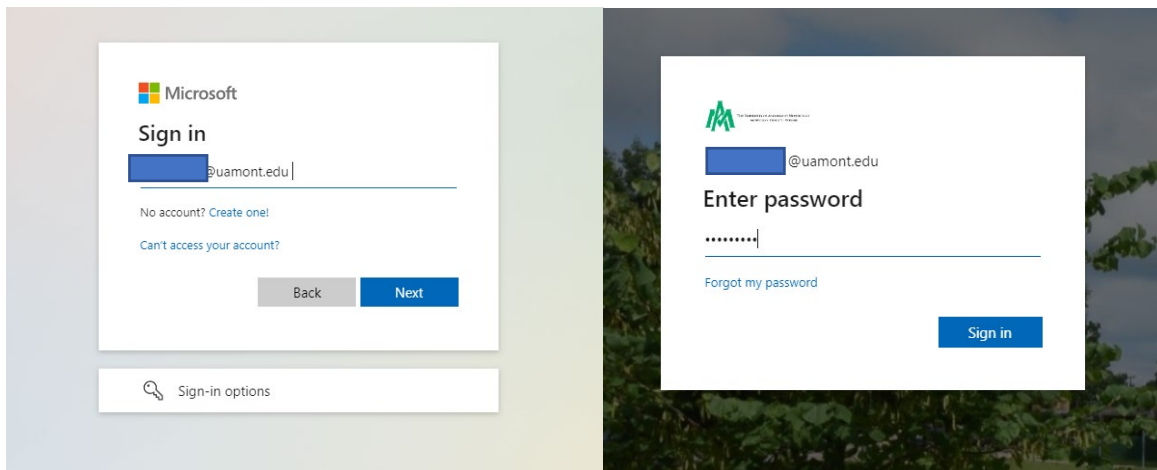 Microsoft
Sign in
@uamont.edu
No account? Create one!
Can't access your account?
Back
Next
Sign-in options
@uamont.edu
Enter password
•••••••••
Forgot my password
Sign in